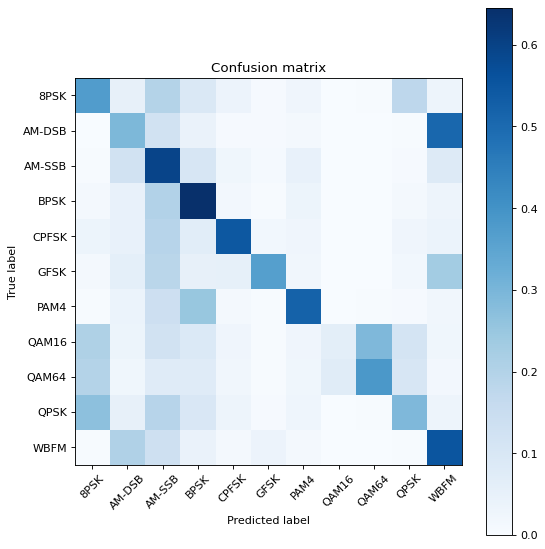 Confusion matrix
True label
8PSK
AM-DSB
AM-SSB
BPSK
CPFSK
GFSK
PAM4
QAM16
QAM64
QPSK
WBFM
8PSK AM-DSB AM-SSB BPSK CPFSK GFSK PAM4 QAM16 QAM64 QPSK WBFM
Predicted label
0.6
0.5
0.4
0.3
0.2
0.1
0.0